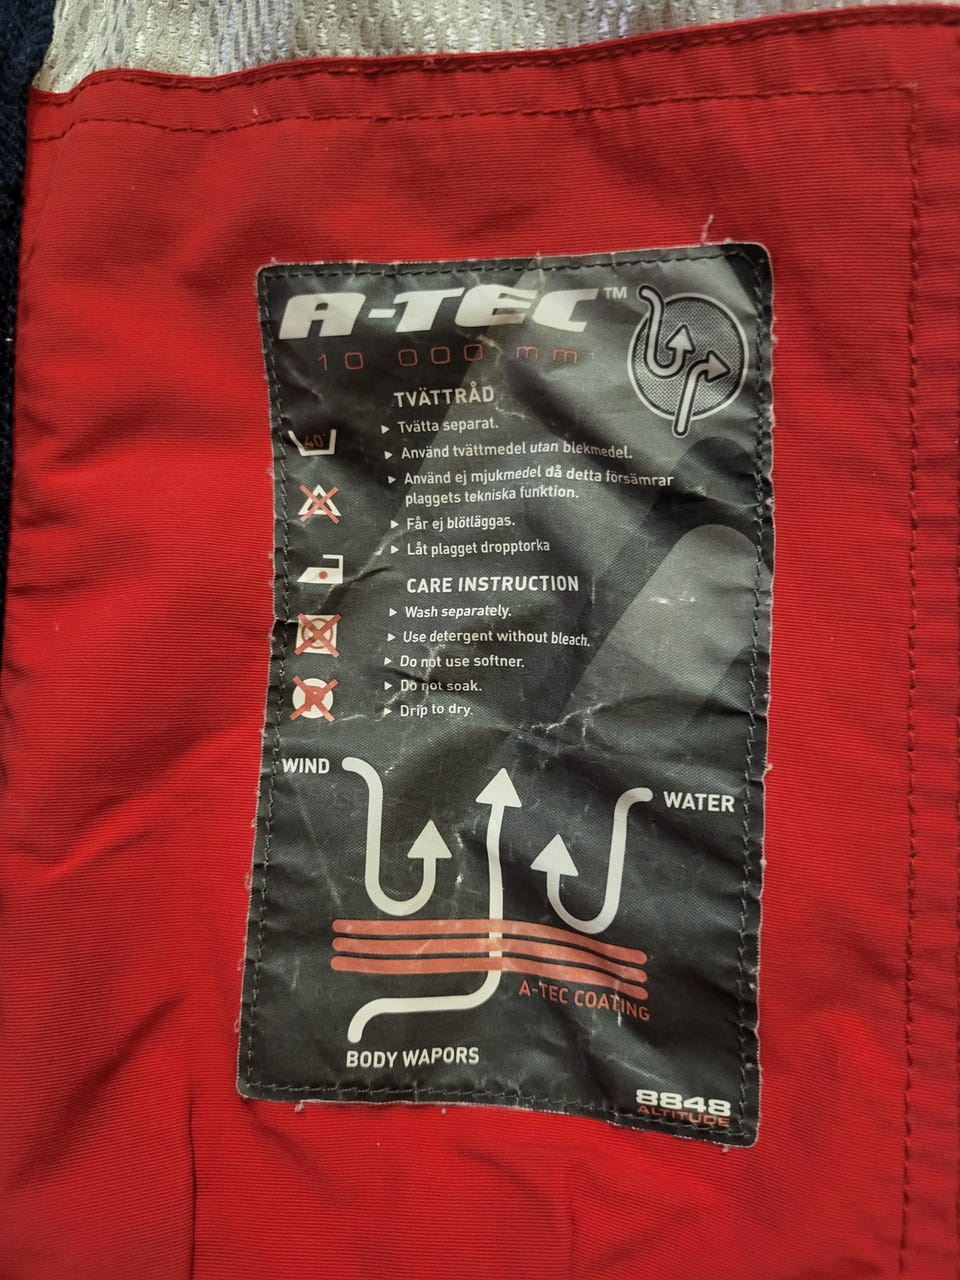 A-TEC™
10 000 mm
TVÄTTRÅD
Tvätta separat.
Använd tvättmedel utan blekmedel.
Använd ej mjukmedel då detta försämrar
plaggets tekniska funktion.
Får ej blötläggas.
Låt plagget dropptorka
40°
CARE INSTRUCTION
Wash separately.
Use detergent without bleach.
Do not use softner.
Do not soak.
Drip to dry.
WIND
WATER
A-TEC COATING
BODY WAPORS
8848
ALTITUDE